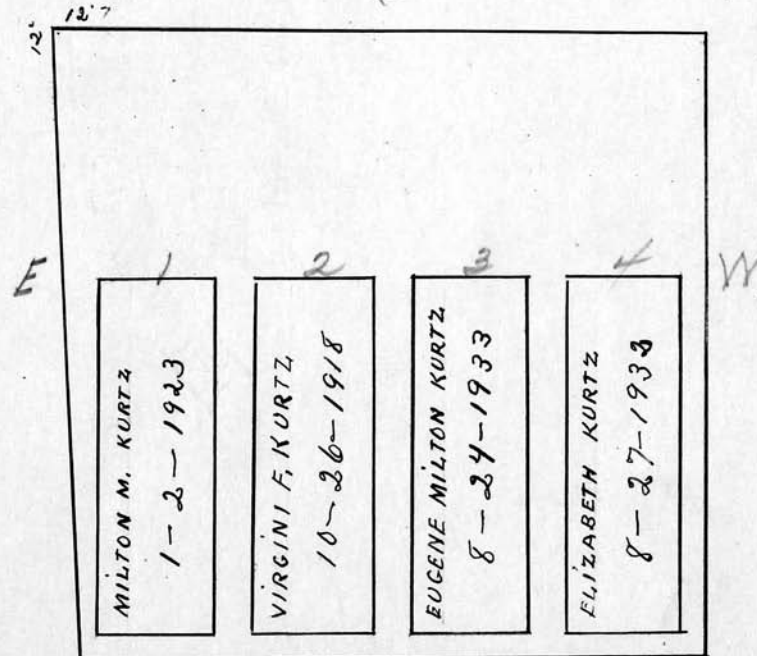 12'
12'
E
1
2
3
4
W
MILTON M. KURTZ
1-2-1923
VIRGINI F. KURTZ
10-26-1918
EUGENE MILTON KURTZ
8-24-1933
ELIZABETH KURTZ
8-27-1933